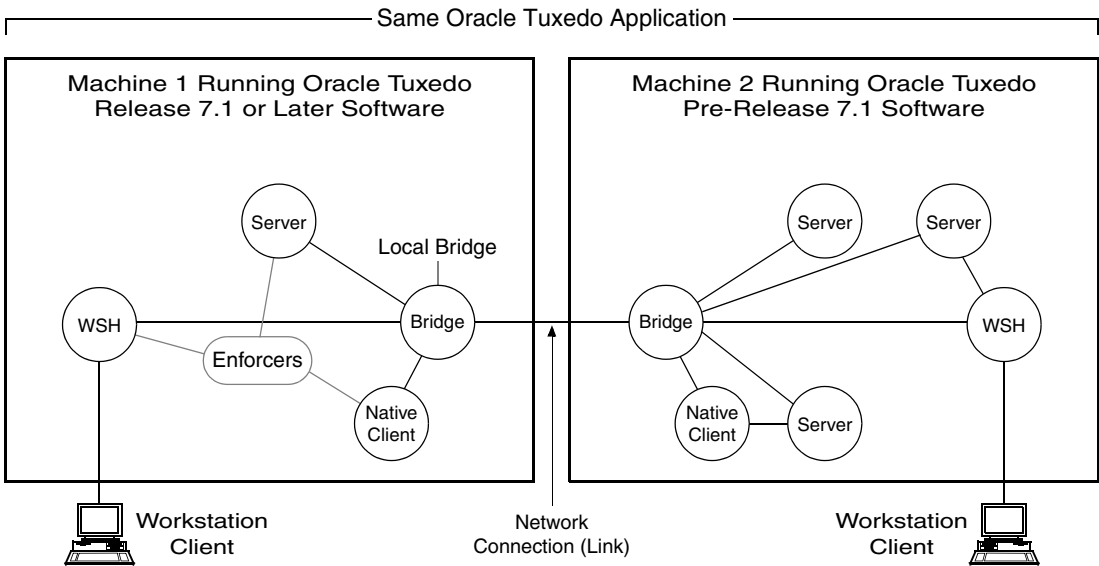 Same Oracle Tuxedo Application
Machine 1 Running Oracle Tuxedo
Release 7.1 or Later Software
Server
Local Bridge
WSH
Bridge
Enforcers
Native
Client
Workstation
Client
Network
Connection (Link)
Machine 2 Running Oracle Tuxedo
Pre-Release 7.1 Software
Server
Server
Bridge
WSH
Native
Client
Server
Workstation
Client